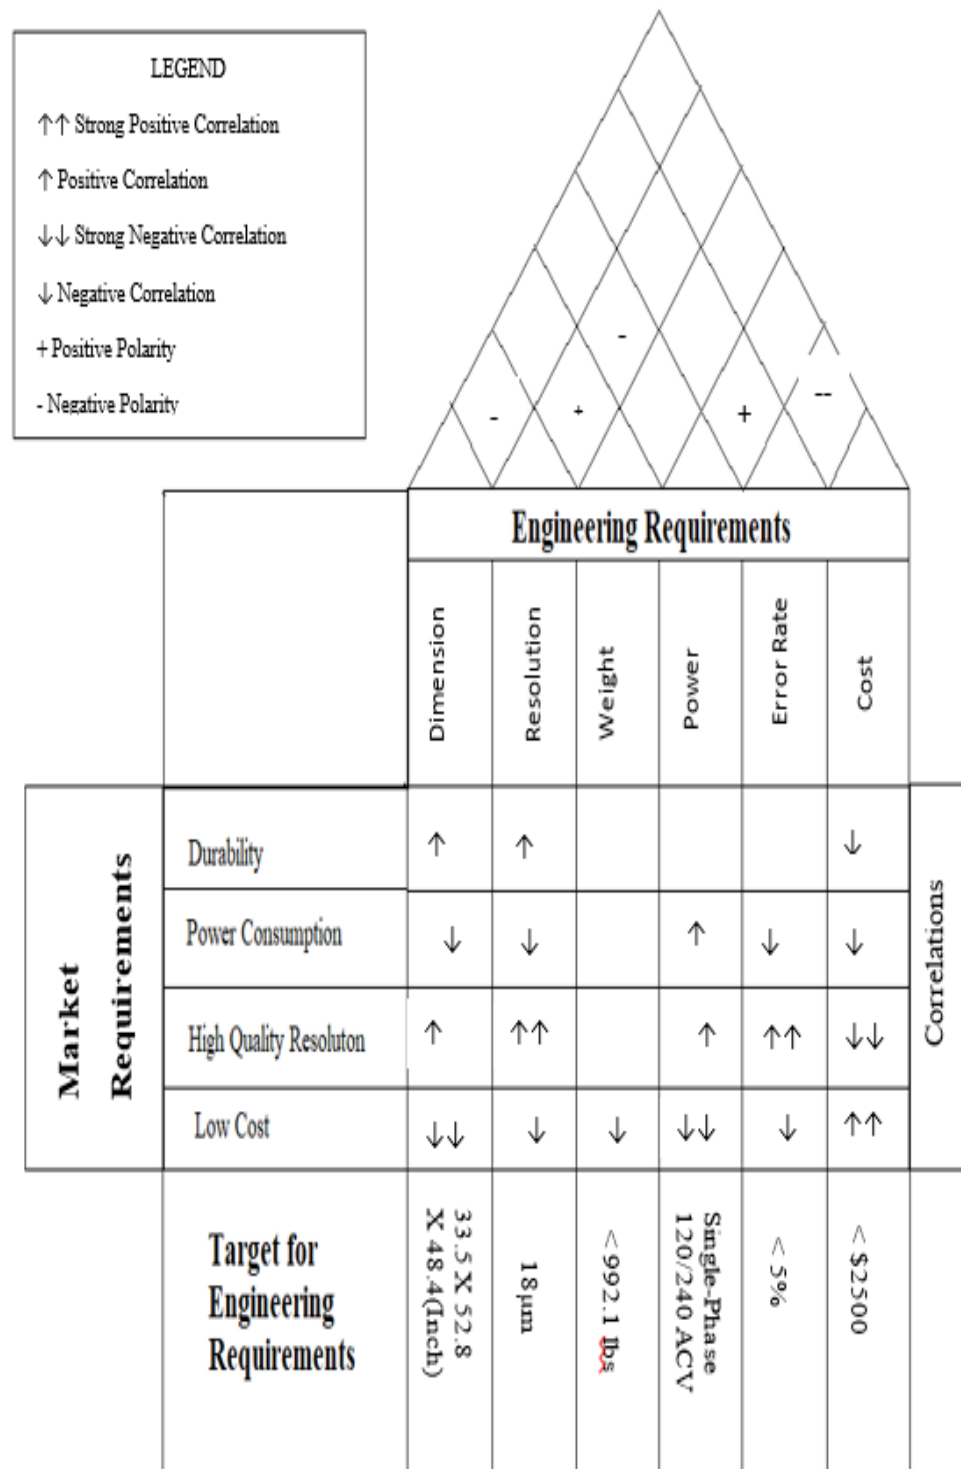 LEGEND
↑↑ Strong Positive Correlation
↑ Positive Correlation
↓↓ Strong Negative Correlation
↓ Negative Correlation
+ Positive Polarity
- Negative Polarity
-
--
-
+
+
Engineering Requirements
Dimension
Resolution
Weight
Power
Error Rate
Cost
Market
Requirements
Correlations
Durability ↑ ↑ ↓
Power Consumption ↓ ↓ ↑ ↓ ↓
High Quality Resoluton ↑ ↑↑ ↑ ↑↑ ↓↓
Low Cost ↓↓ ↓ ↓ ↓↓ ↓ ↑↑
Target for
Engineering
Requirements
33.5 X 52.8
X 48.4(Inch)
18µm
< 992.1 lbs
Single-Phase
120/240 ACV
< 5%
< $2500